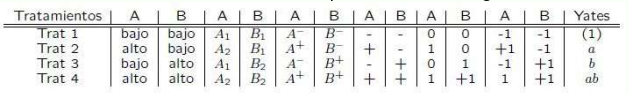 Tratamientos A B A B A B A B A B A B Yates
Trat 1 bajo bajo A₁ B₁ A⁻ B⁻ - - 0 0 -1 -1 (1)
Trat 2 alto bajo A₂ B₁ A⁺ B⁻ + - 1 0 +1 -1 a
Trat 3 bajo alto A₁ B₂ A⁻ B⁺ - + 0 1 -1 +1 b
Trat 4 alto alto A₂ B₂ A⁺ B⁺ + + 1 +1 1 +1 ab